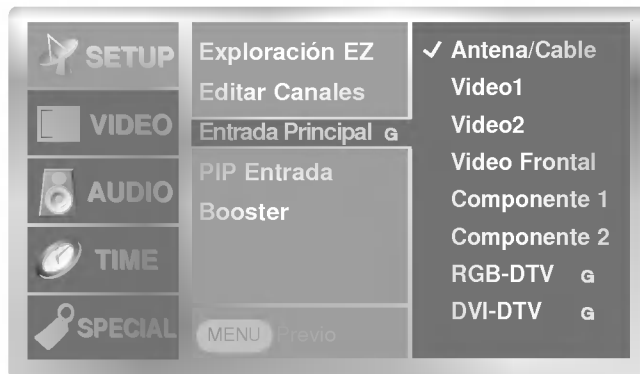 SETUP
VIDEO
AUDIO
TIME
SPECIAL
Exploración EZ
Editar Canales
Entrada Principal G
PIP Entrada
Booster
MENU Previo
✓ Antena/Cable
Video1
Video2
Video Frontal
Componente 1
Componente 2
RGB-DTV G
DVI-DTV G